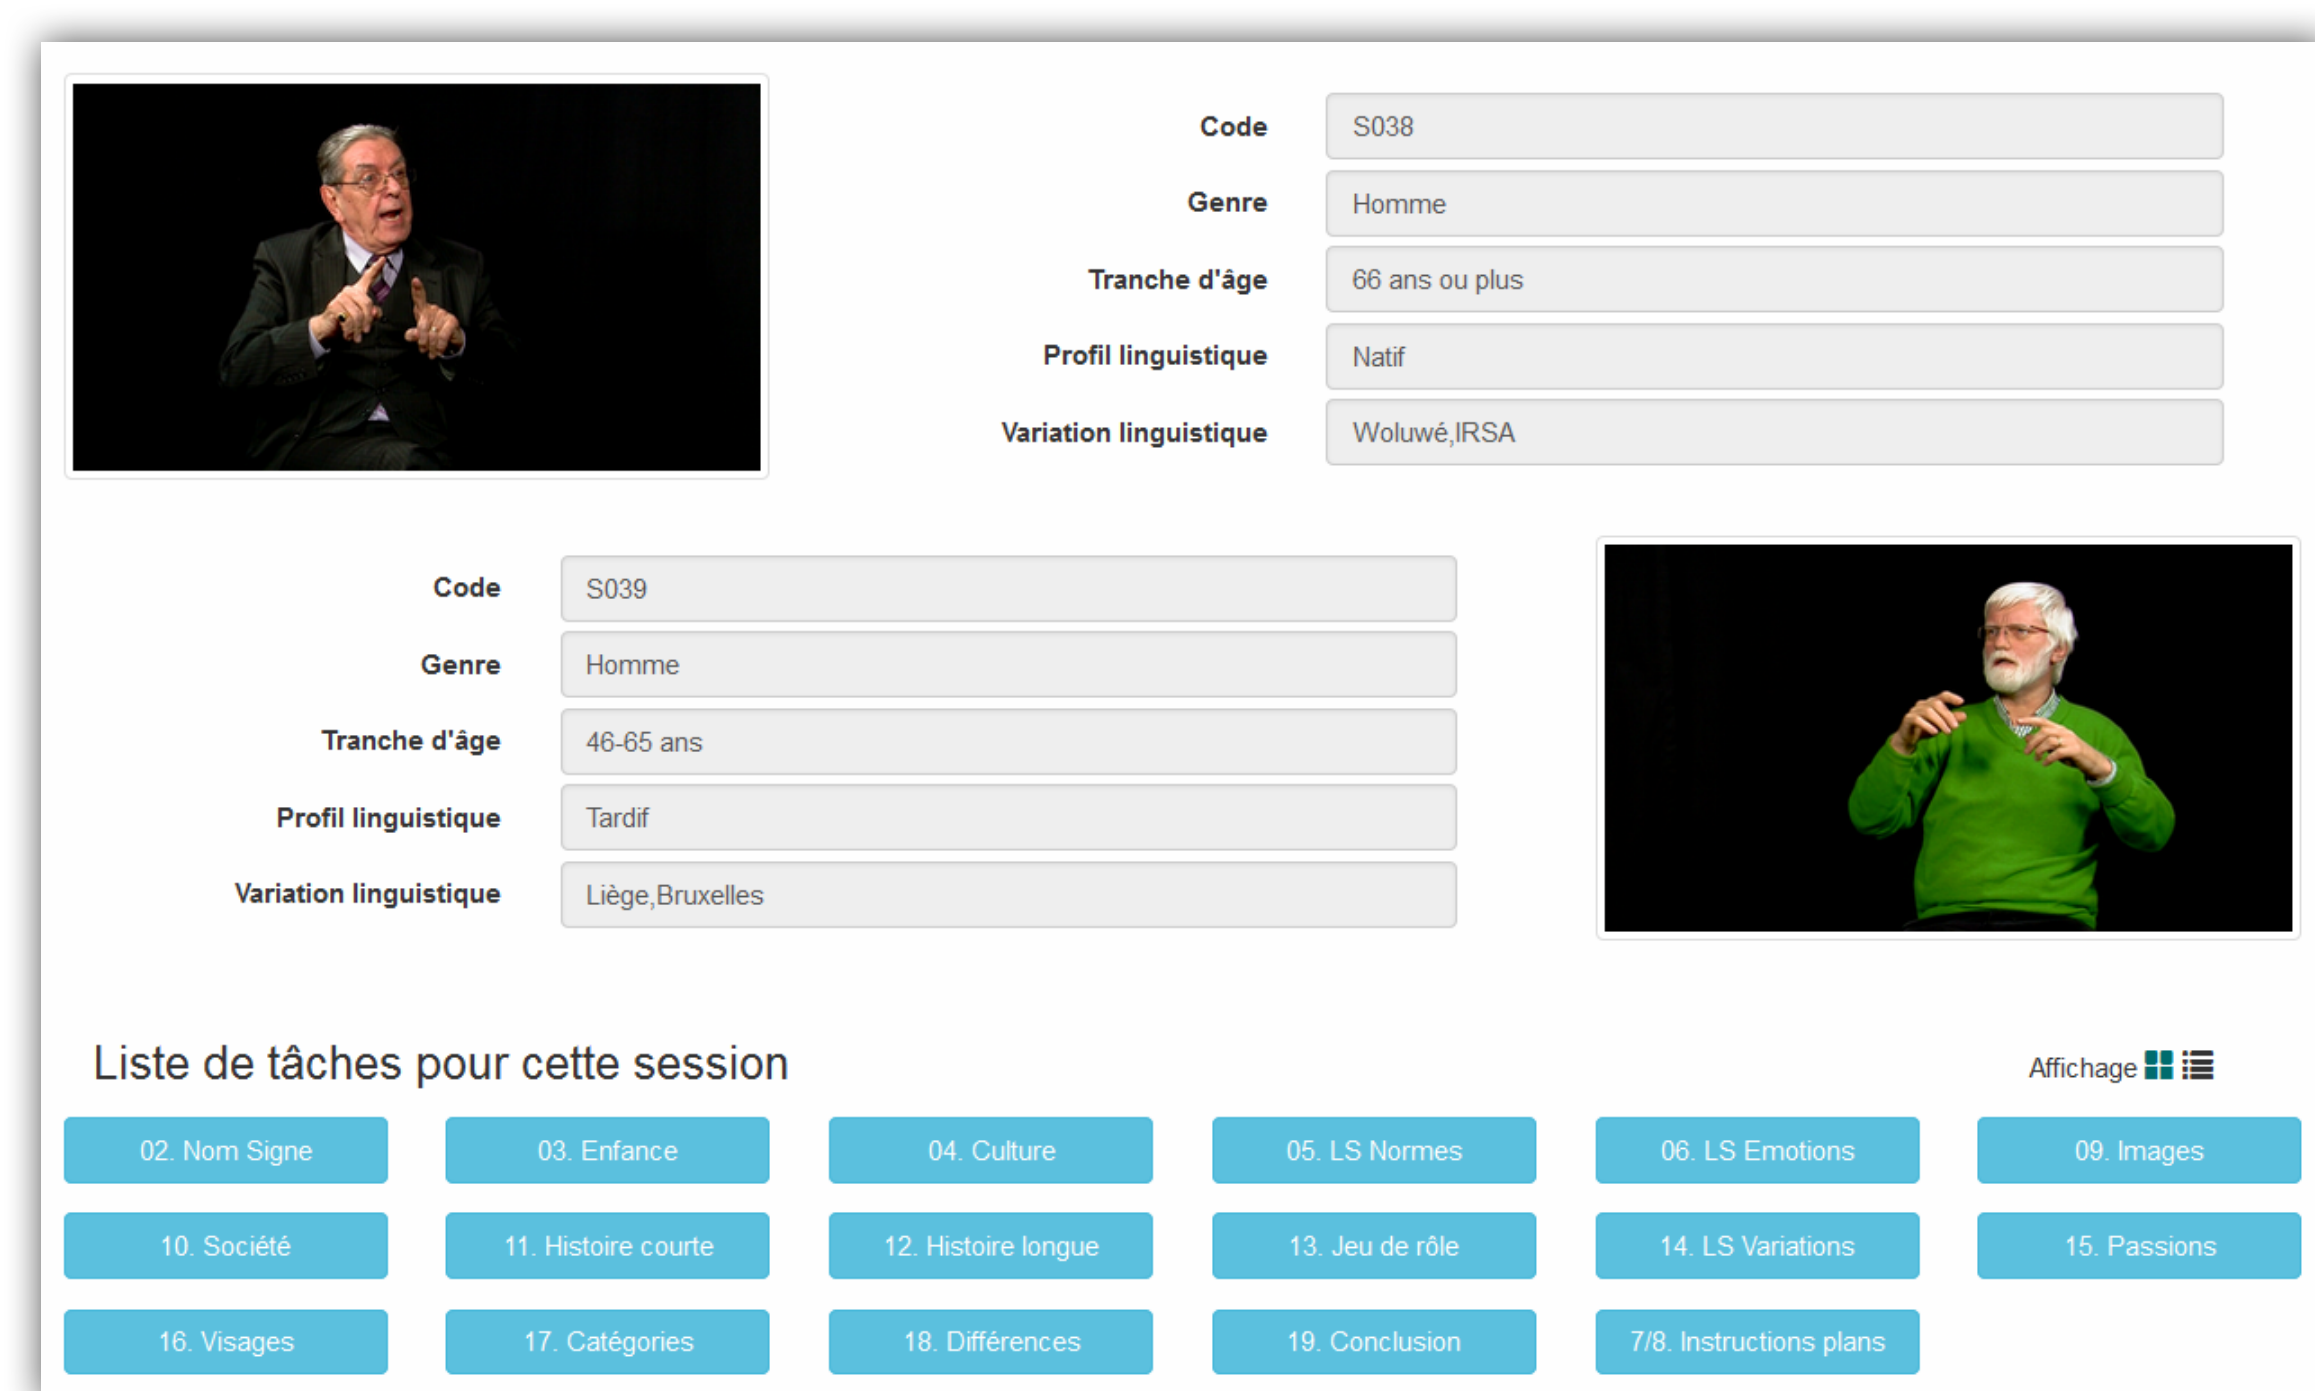 Code S038
Genre Homme
Tranche d'âge 66 ans ou plus
Profil linguistique Natif
Variation linguistique Woluwé,IRSA
Code S039
Genre Homme
Tranche d'âge 46-65 ans
Profil linguistique Tardif
Variation linguistique Liège,Bruxelles
Liste de tâches pour cette session Affichage
02. Nom Signe 03. Enfance 04. Culture 05. LS Normes 06. LS Emotions 09. Images
10. Société 11. Histoire courte 12. Histoire longue 13. Jeu de rôle 14. LS Variations 15. Passions
16. Visages 17. Catégories 18. Différences 19. Conclusion 7/8. Instructions plans